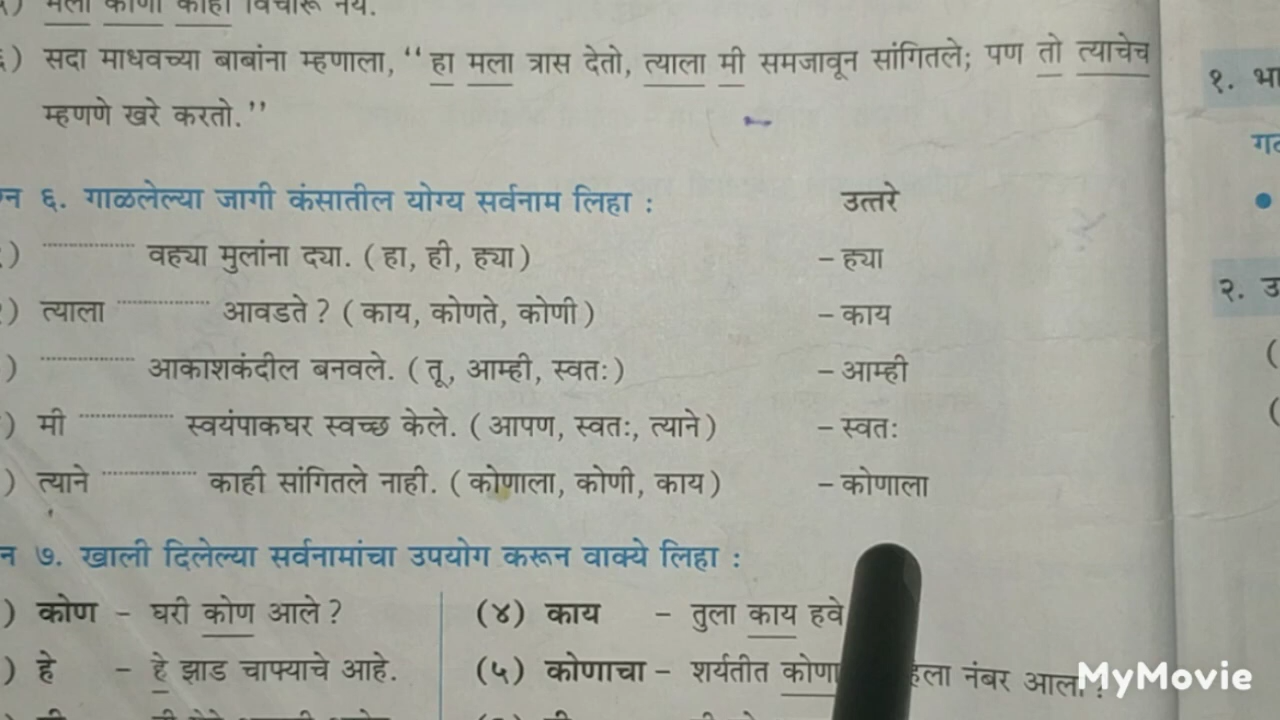 मला कोणी काही विचारू नये.
) सदा माधवच्या बाबांना म्हणाला, “हा मला त्रास देतो, त्याला मी समजावून सांगितले; पण तो त्याचेच
म्हणणे खरे करतो.”
न ६. गाळलेल्या जागी कंसातील योग्य सर्वनाम लिहा : उत्तरे
) .................. वह्या मुलांना द्या. (हा, ही, ह्या) – ह्या
) त्याला .................. आवडते? (काय, कोणते, कोणी) – काय
) .................. आकाशकंदील बनवले. (तू, आम्ही, स्वतः) – आम्ही
) मी .................. स्वयंपाकघर स्वच्छ केले. (आपण, स्वतः, त्याने) – स्वतः
) त्याने .................. काही सांगितले नाही. (कोणाला, कोणी, काय) – कोणाला
न ७. खाली दिलेल्या सर्वनामांचा उपयोग करून वाक्ये लिहा :
) कोण – घरी कोण आले? (४) काय – तुला काय हवे
) हे – हे झाड चाफ्याचे आहे. (५) कोणाचा – शर्यतीत नंबर आला
१.
२.
MyMovie